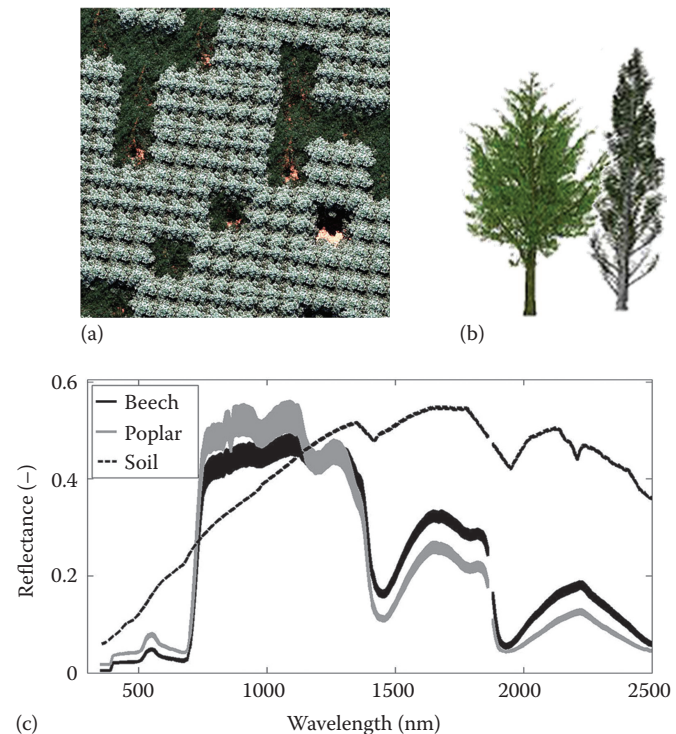 (a)
(b)
0.6
Beech
Poplar
Soil
0.4
0.2
0
Reflectance (–)
500
1000
1500
2000
2500
(c)
Wavelength (nm)